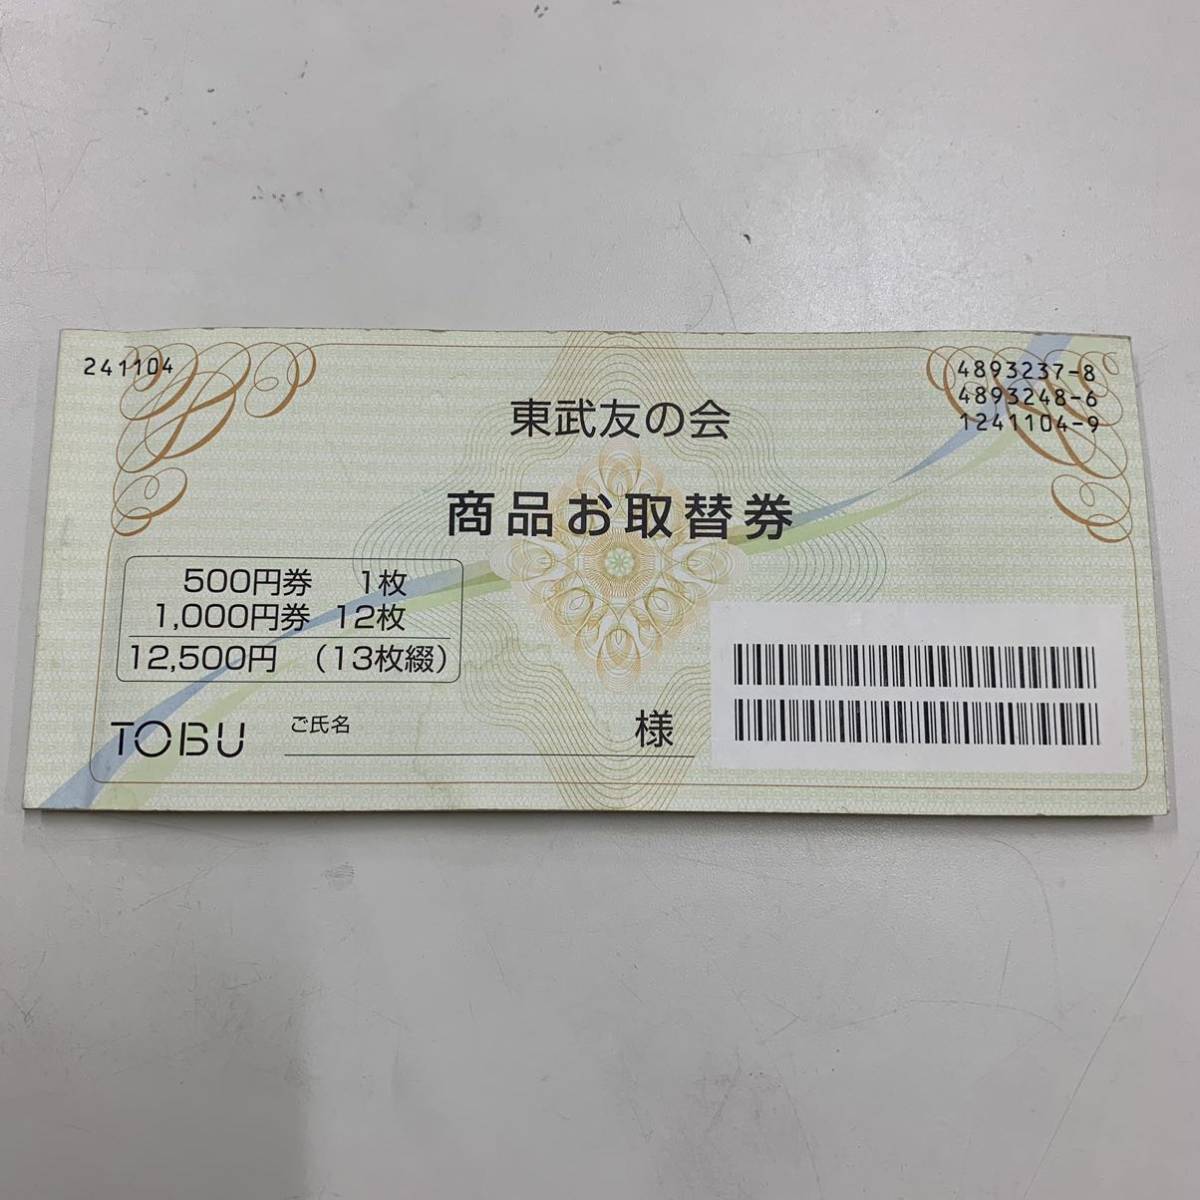 241104
4893237-8
4893248-6
1241104-9
東武友の会
商品お取替券
500円券 1枚
1,000円券 12枚
12,500円 (13枚綴)
TOBU ご氏名 様